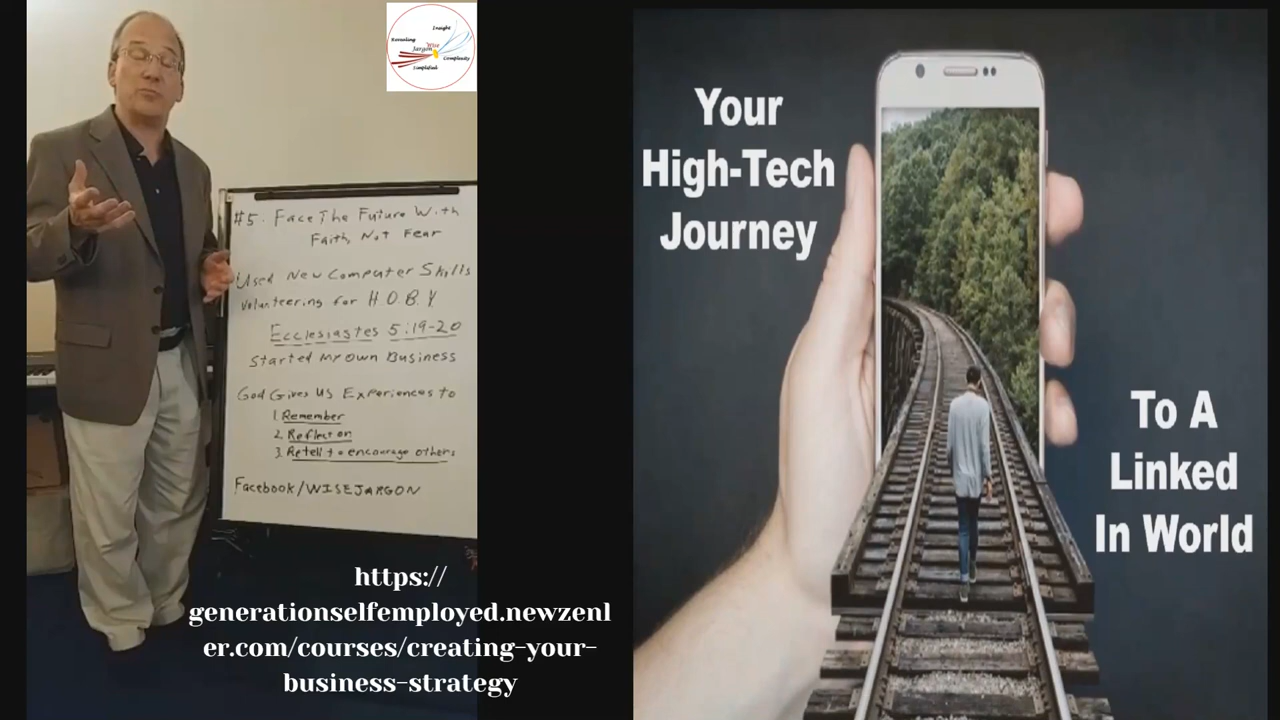 Insight
Revealing
Wise
Jargon
Complexity
Simplified
#5. Face The Future With
Faith, Not Fear
Used New Computer Skills
Volunteering for H.O.B.Y
Ecclesiastes 5:19-20
Started My Own Business
God Gives Us Experiences to
1. Remember
2. Reflect on
3. Retell to encourage others
Facebook/WISEJARGON
https://
generationselfemployed.newzenl
er.com/courses/creating-your-
business-strategy
Your
High-Tech
Journey
To A
Linked
In World